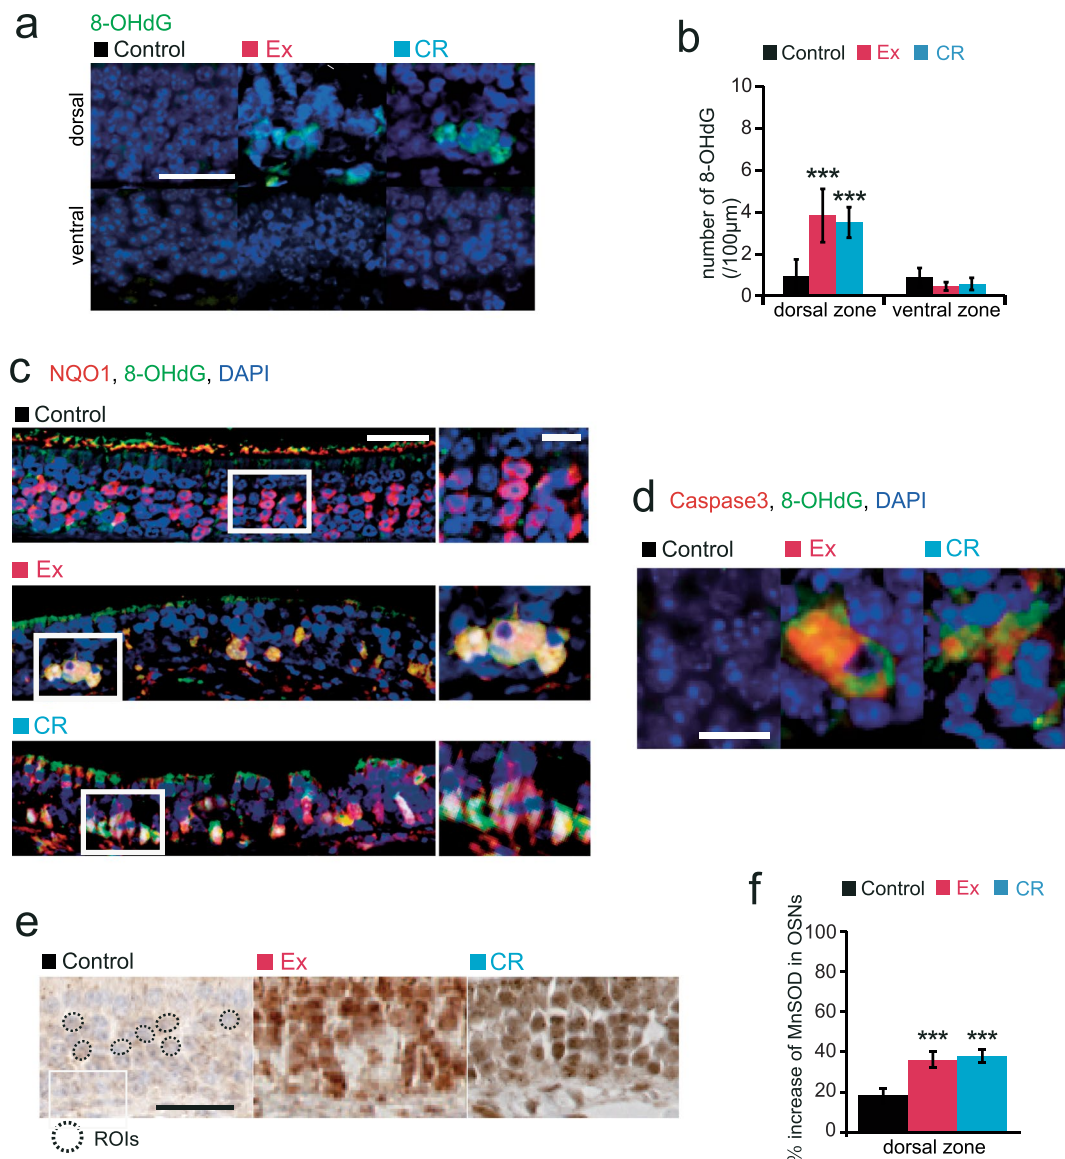 a
8-OHdG
Control Ex CR
dorsal
ventral
b
Control Ex CR
number of 8-OHdG
(/100μm)
10
8
6
4
2
0
*** ***
dorsal zone ventral zone
c NQO1, 8-OHdG, DAPI
Control
Ex
CR
d Caspase3, 8-OHdG, DAPI
Control Ex CR
e
Control Ex CR
ROIs
f
Control Ex CR
% increase of MnSOD in OSNs
100
80
60
40
20
0
*** ***
dorsal zone